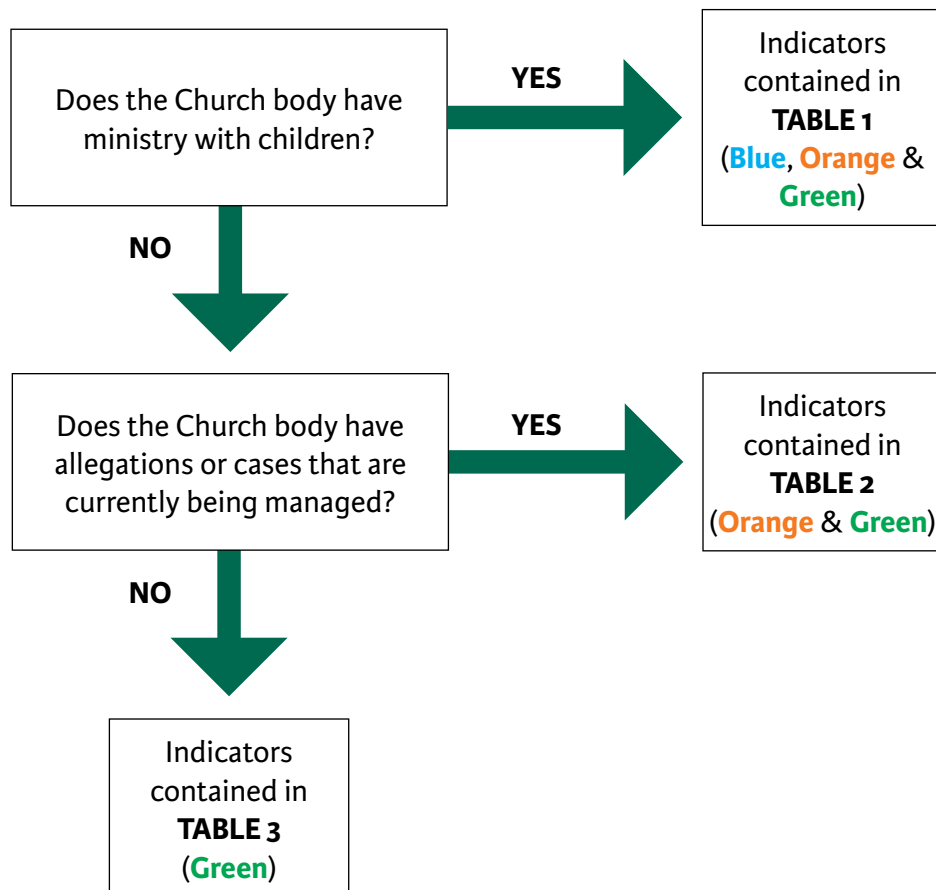 Does the Church body have
ministry with children?
YES
Indicators
contained in
TABLE 1
(Blue, Orange &
Green)
NO
Does the Church body have
allegations or cases that are
currently being managed?
YES
Indicators
contained in
TABLE 2
(Orange & Green)
NO
Indicators
contained in
TABLE 3
(Green)